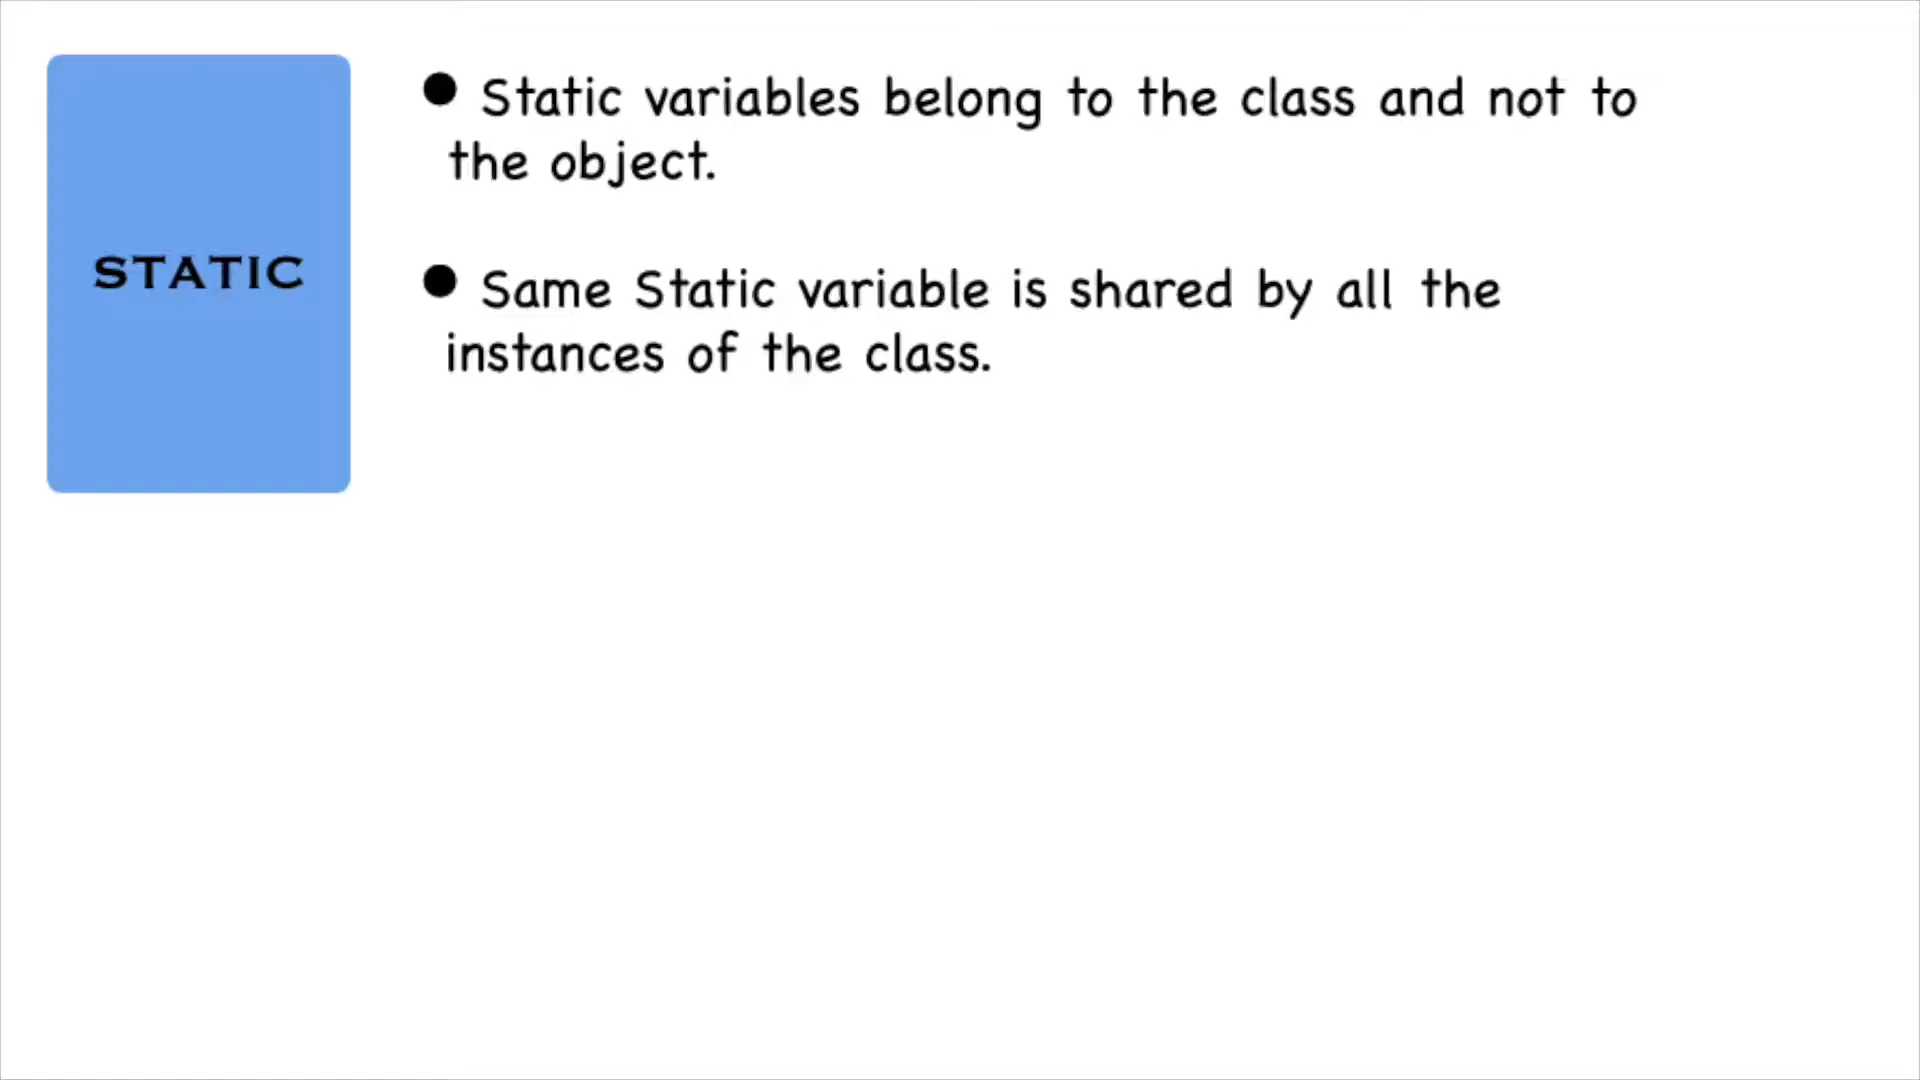 STATIC
● Static variables belong to the class and not to
the object.
● Same Static variable is shared by all the
instances of the class.